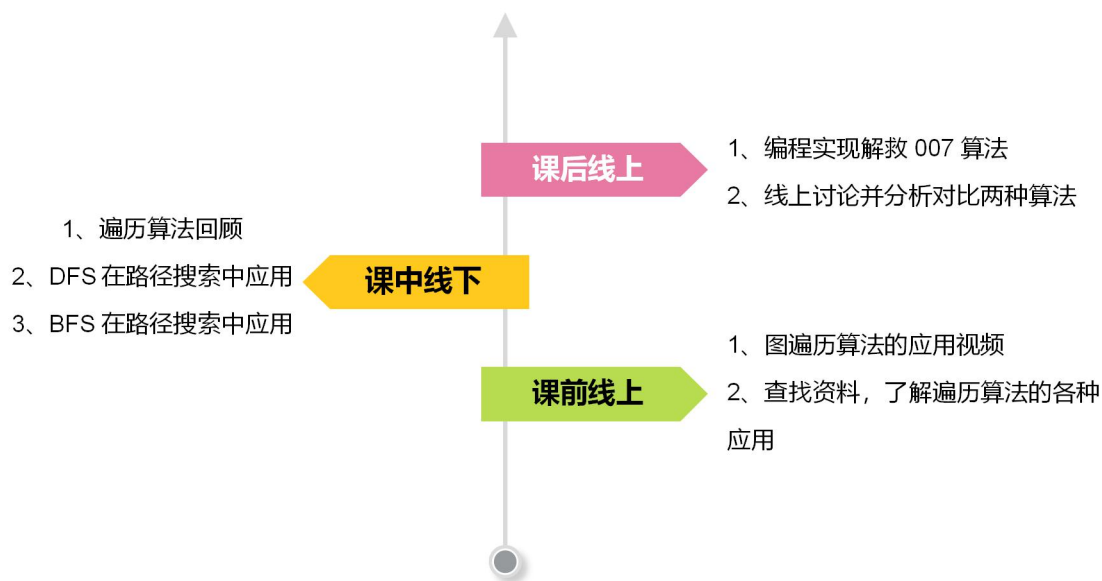 课后线上
1、编程实现解救 007 算法
2、线上讨论并分析对比两种算法
1、遍历算法回顾
2、DFS 在路径搜索中应用
3、BFS 在路径搜索中应用
课中线下
课前线上
1、图遍历算法的应用视频
2、查找资料，了解遍历算法的各种
应用